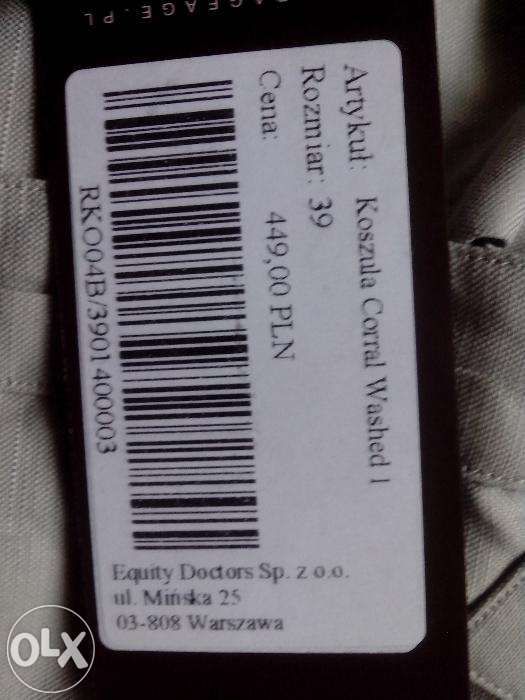 Artykuł: Koszula Corral Washed 1
Rozmiar: 39
Cena: 449,00 PLN
RKO04B/3901400003
Equity Doctors Sp. z o.o.
ul. Mińska 25
03-808 Warszawa
OLX